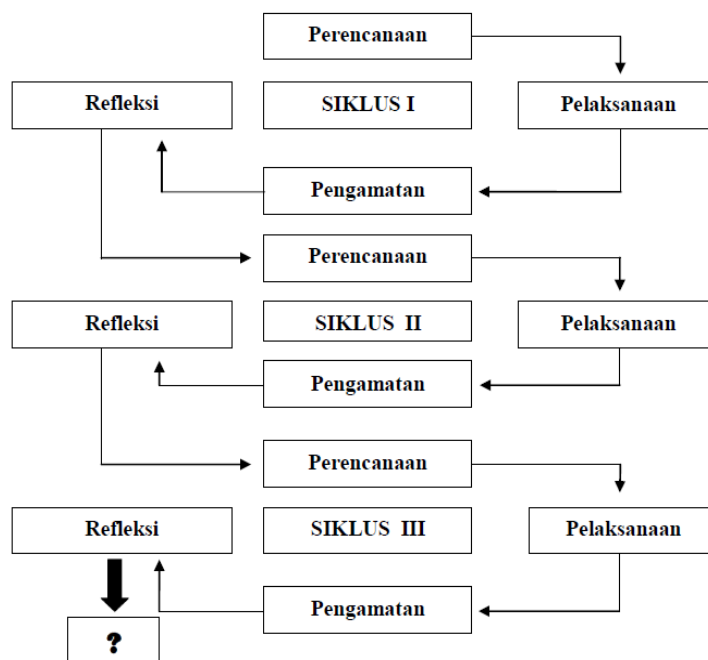 Perencanaan
Refleksi
SIKLUS I
Pelaksanaan
Pengamatan
Perencanaan
Refleksi
SIKLUS II
Pelaksanaan
Pengamatan
Perencanaan
Refleksi
SIKLUS III
Pelaksanaan
Pengamatan
?